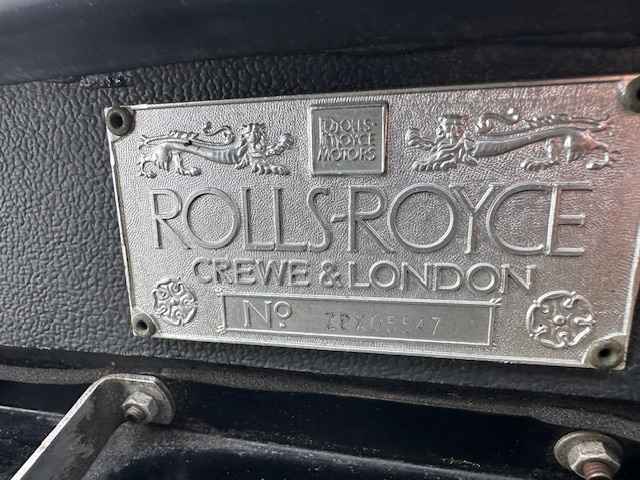 ROLLS-
ROYCE
MOTORS
ROLLS-ROYCE
CREWE & LONDON
Nº